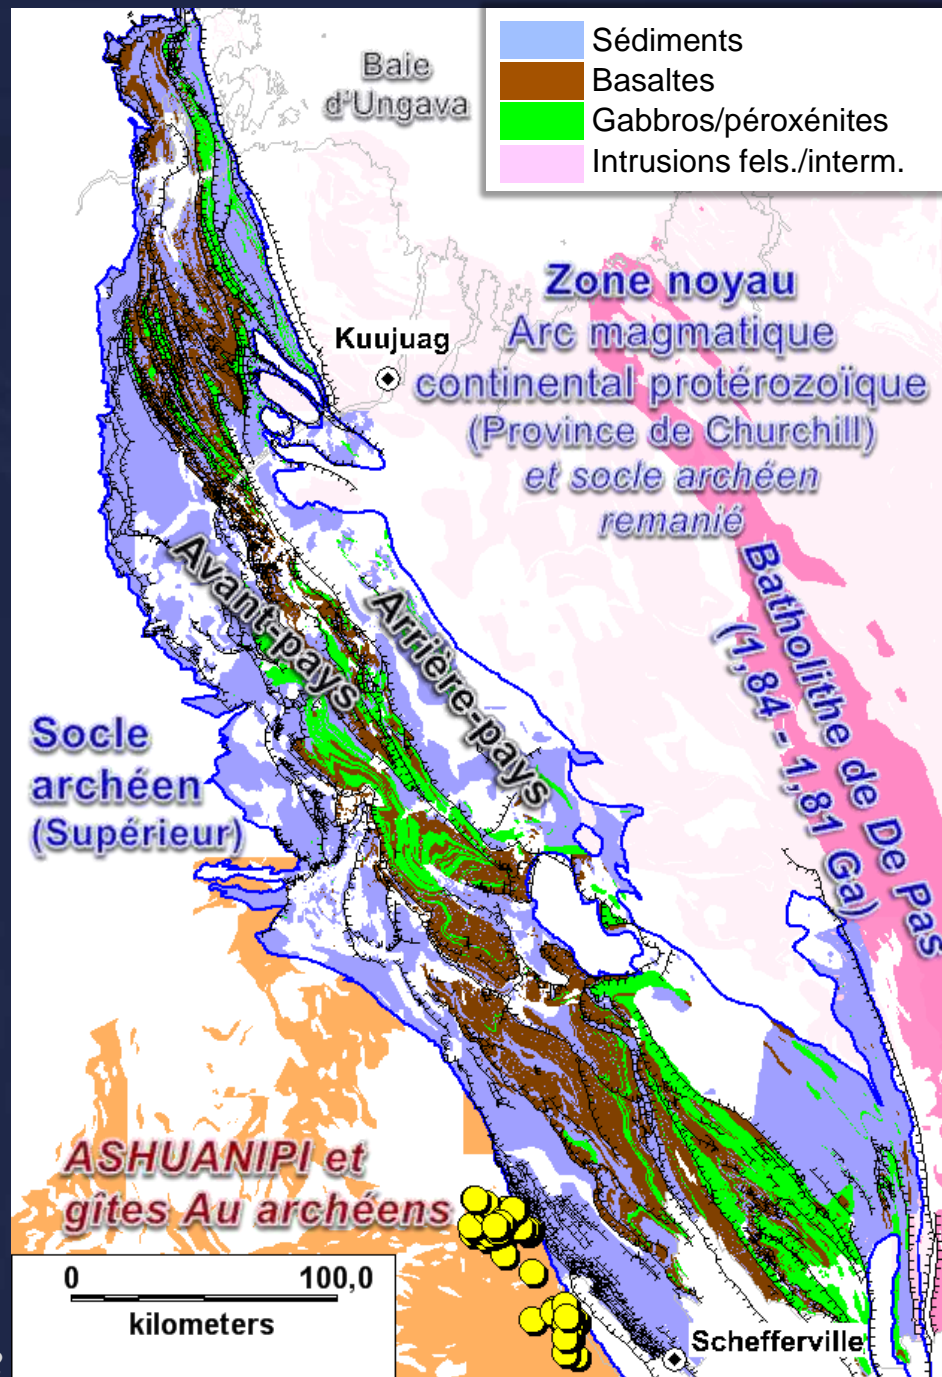 Sédiments
Basaltes
Gabbros/péroxénites
Intrusions fels./interm.
Baie
d'Ungava
Zone noyau
Arc magmatique
continental protérozoïque
(Province de Churchill)
et socle archéen
remanié
Kuujuag
Avant-pays
Arrière-pays
Batholithe de De Pas
(1,84 - 1,81 Ga)
Socle
archéen
(Supérieur)
ASHUANIPI et
gîtes Au archéens
0 100,0
kilometers
Schefferville